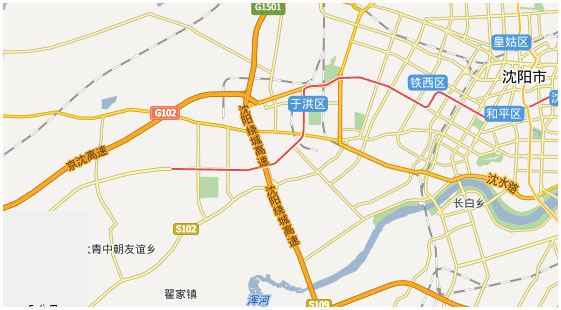 G1501
皇姑区
沈阳市
铁西区
于洪区
和平区
G102
沈阳绕城高速
京沈高速
沈水路
沈阳绕城高速
长白乡
S102
大青中朝友谊乡
翟家镇
浑河
S109